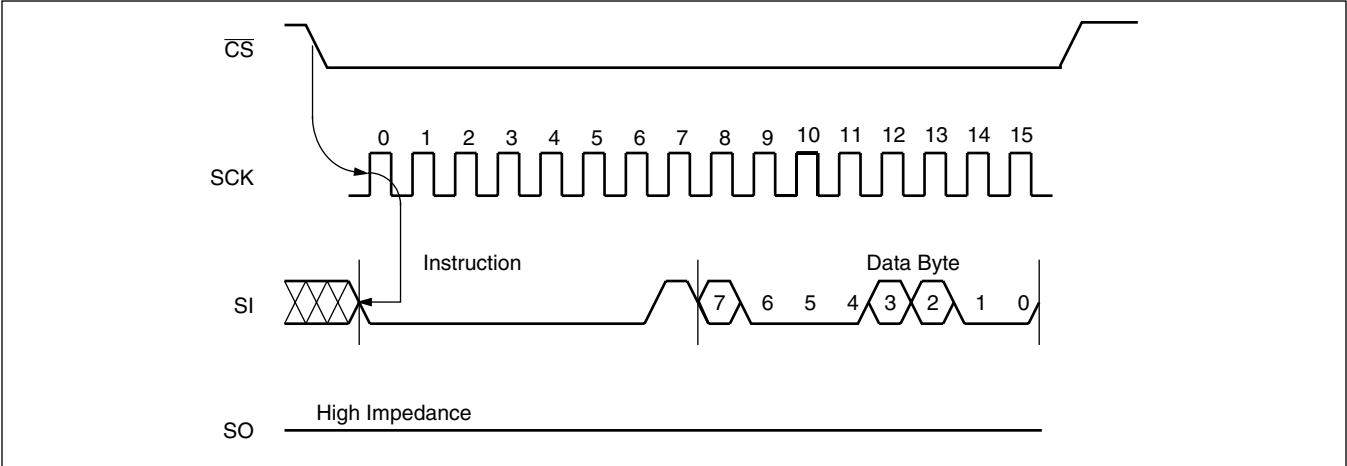 CS
0 1 2 3 4 5 6 7 8 9 10 11 12 13 14 15
SCK
Instruction Data Byte
SI 7 6 5 4 3 2 1 0
High Impedance
SO